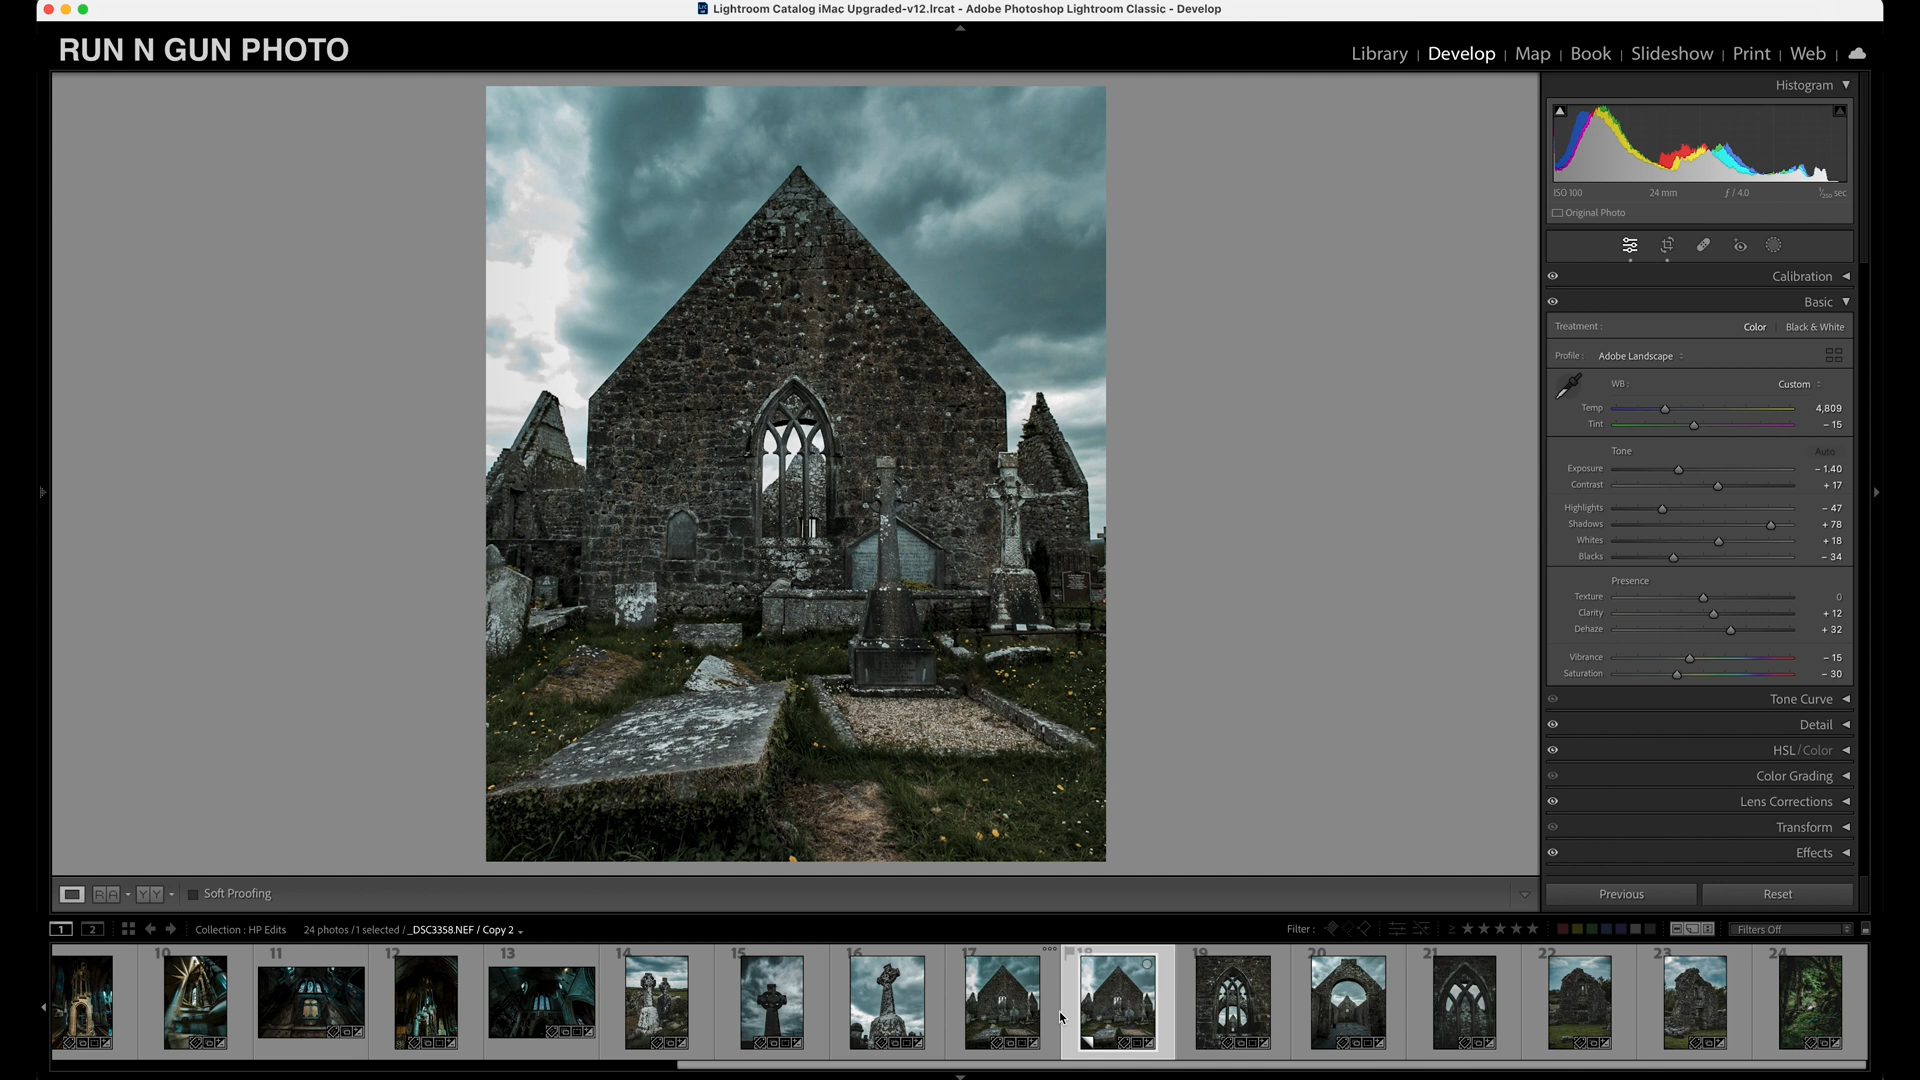 Lightroom Catalog iMac Upgraded-v12.lrcat - Adobe Photoshop Lightroom Classic - Develop
RUN N GUN PHOTO
Library | Develop | Map | Book | Slideshow | Print | Web |
Histogram
ISO 100 24 mm ƒ / 4.0 1/250 sec
Original Photo
Calibration
Basic
Treatment : Color Black & White
Profile : Adobe Landscape
WB : Custom
Temp 4,809
Tint − 15
Tone Auto
Exposure − 1.40
Contrast + 17
Highlights − 47
Shadows + 78
Whites + 18
Blacks − 34
Presence
Texture 0
Clarity + 12
Dehaze + 32
Vibrance − 15
Saturation − 30
Tone Curve
Detail
HSL / Color
Color Grading
Lens Corrections
Transform
Effects
Previous Reset
R A Y Y Soft Proofing
1 2 Collection : HP Edits 24 photos / 1 selected / _DSC3358.NEF / Copy 2 Filter : ≥ ★★★★★ Filters Off
10 11 12 13 14 15 16 17 18 19 20 21 22 23 24